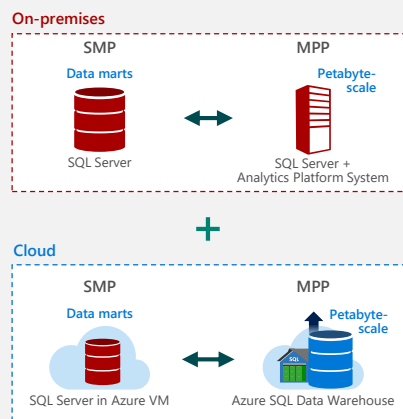 On-premises
SMP
MPP
Data marts
Petabyte-
scale
SQL Server
SQL Server +
Analytics Platform System
+
Cloud
SMP
MPP
Data marts
Petabyte-
scale
SQL
SQL Server in Azure VM
Azure SQL Data Warehouse